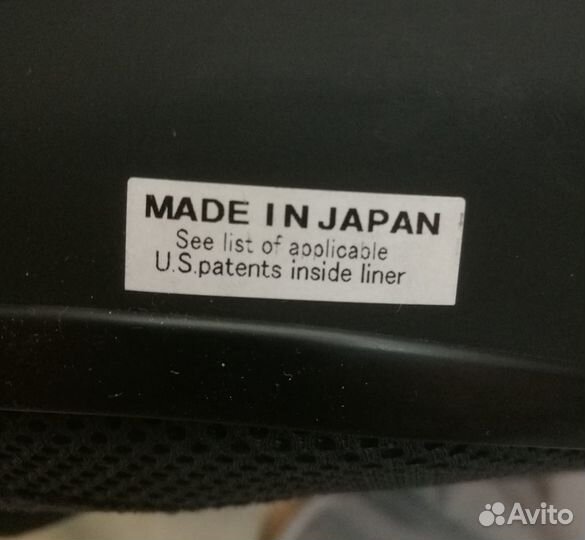 MADE IN JAPAN
See list of applicable
U.S.patents inside liner
Avito